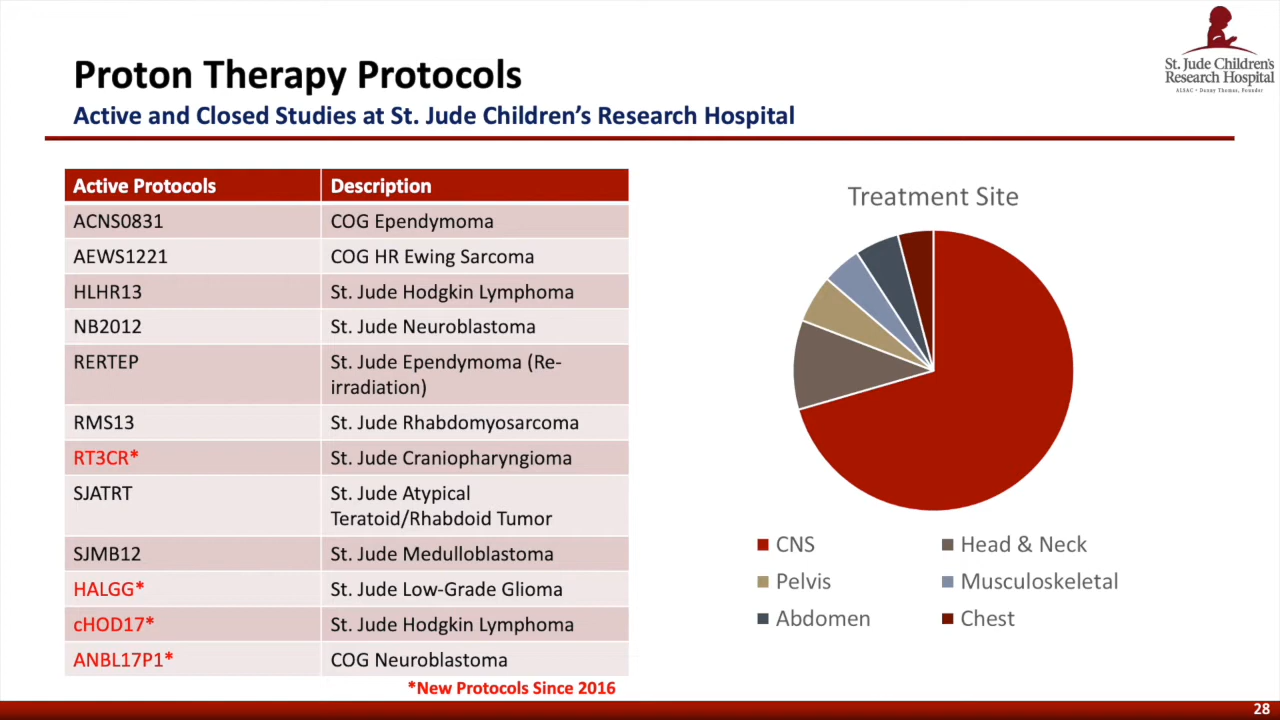 St. Jude Children's
Research Hospital
ALSAC • Danny Thomas, Founder
Proton Therapy Protocols
Active and Closed Studies at St. Jude Children's Research Hospital
Active Protocols Description
ACNS0831 COG Ependymoma
AEWS1221 COG HR Ewing Sarcoma
HLHR13 St. Jude Hodgkin Lymphoma
NB2012 St. Jude Neuroblastoma
RERTEP St. Jude Ependymoma (Re-
irradiation)
RMS13 St. Jude Rhabdomyosarcoma
RT3CR* St. Jude Craniopharyngioma
SJATRT St. Jude Atypical
Teratoid/Rhabdoid Tumor
SJMB12 St. Jude Medulloblastoma
HALGG* St. Jude Low-Grade Glioma
cHOD17* St. Jude Hodgkin Lymphoma
ANBL17P1* COG Neuroblastoma
*New Protocols Since 2016
Treatment Site
CNS Head & Neck
Pelvis Musculoskeletal
Abdomen Chest
28